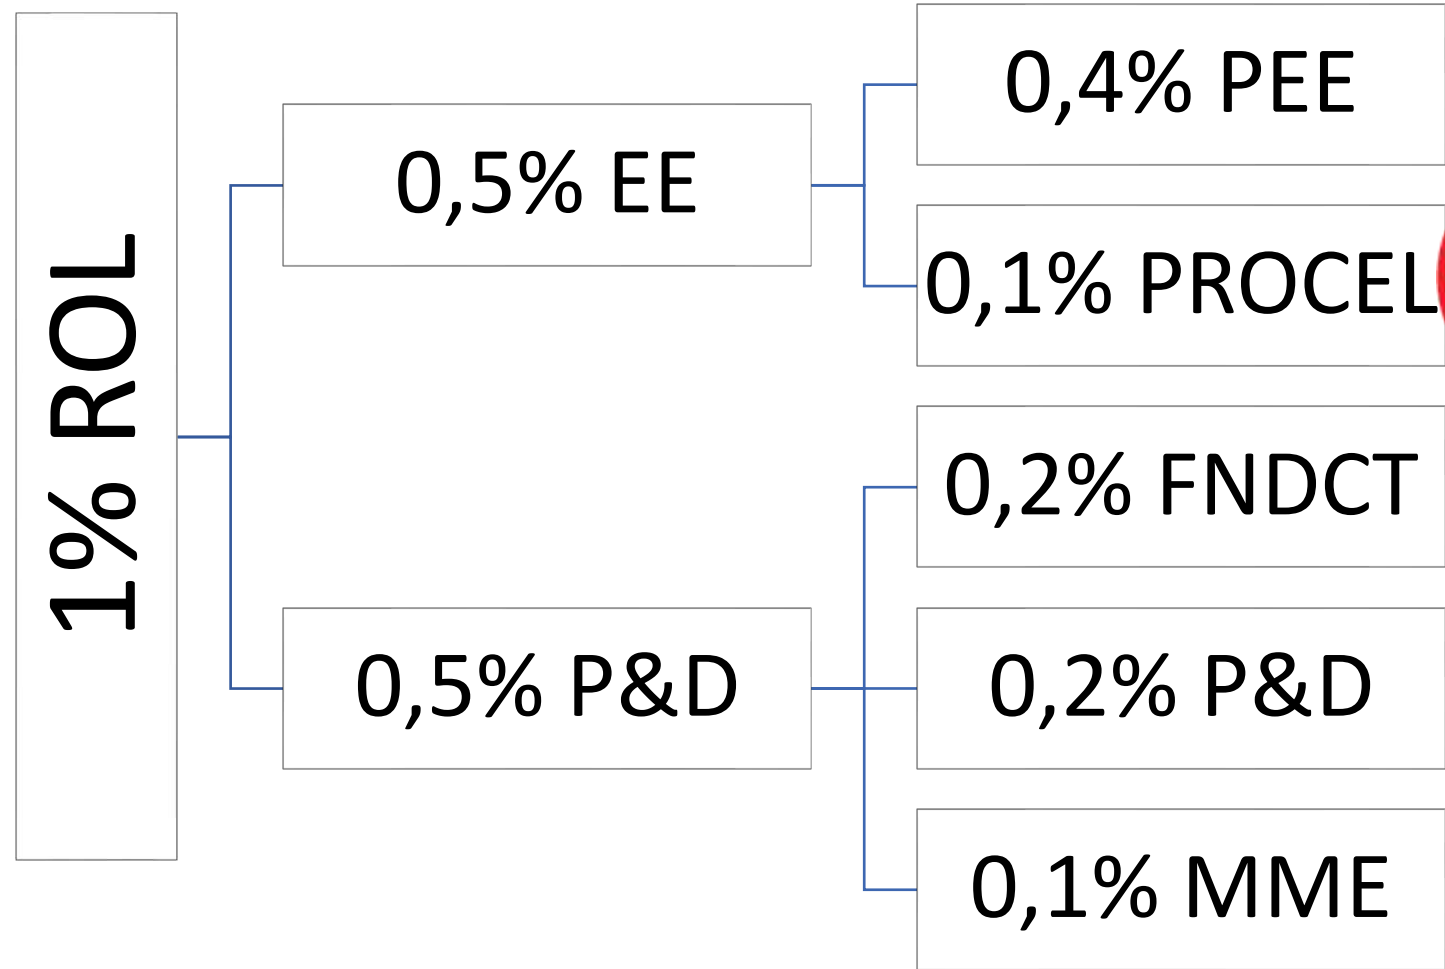 1% ROL
0,5% EE
0,4% PEE
0,1% PROCEL
0,5% P&D
0,2% FNDCT
0,2% P&D
0,1% MME